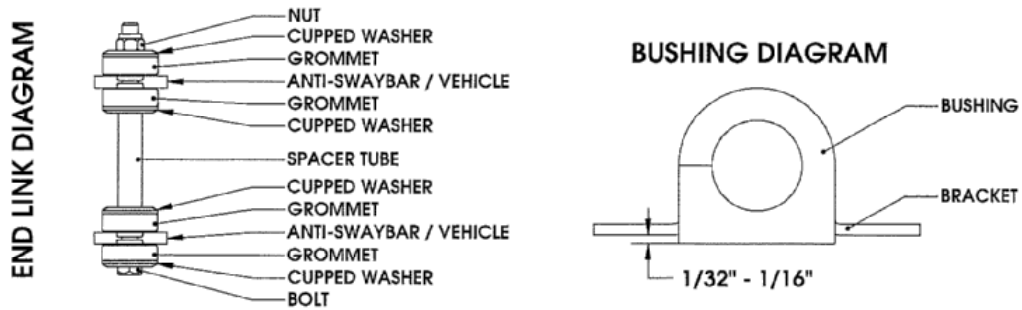 END LINK DIAGRAM
NUT
CUPPED WASHER
GROMMET
ANTI-SWAYBAR / VEHICLE
GROMMET
CUPPED WASHER
SPACER TUBE
CUPPED WASHER
GROMMET
ANTI-SWAYBAR / VEHICLE
GROMMET
CUPPED WASHER
BOLT
BUSHING DIAGRAM
BUSHING
BRACKET
1/32" - 1/16"